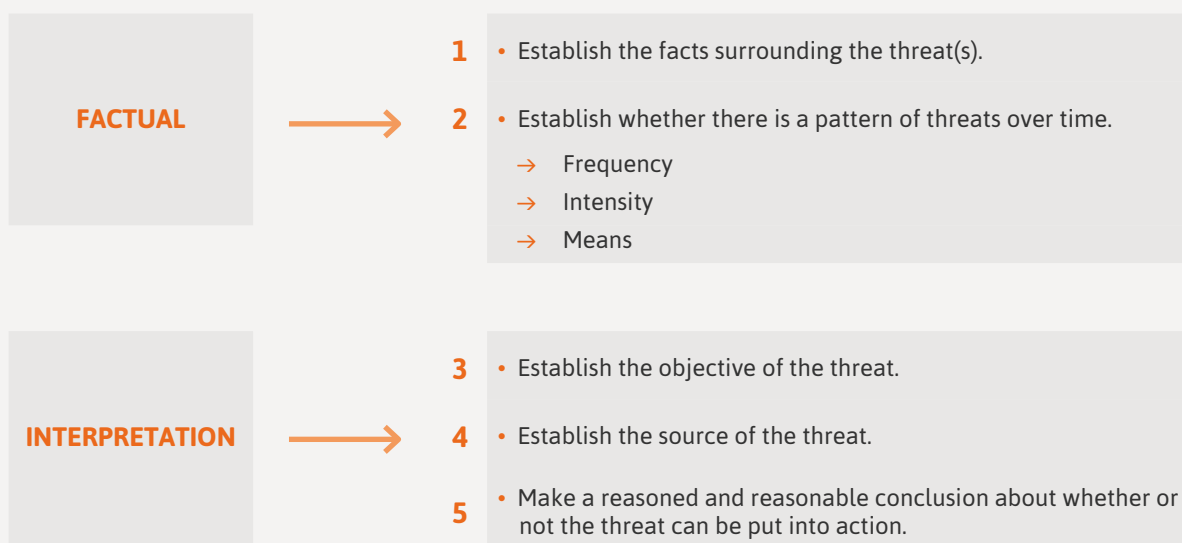 FACTUAL
1 • Establish the facts surrounding the threat(s).
2 • Establish whether there is a pattern of threats over time.
→ Frequency
→ Intensity
→ Means
INTERPRETATION
3 • Establish the objective of the threat.
4 • Establish the source of the threat.
5 • Make a reasoned and reasonable conclusion about whether or
not the threat can be put into action.